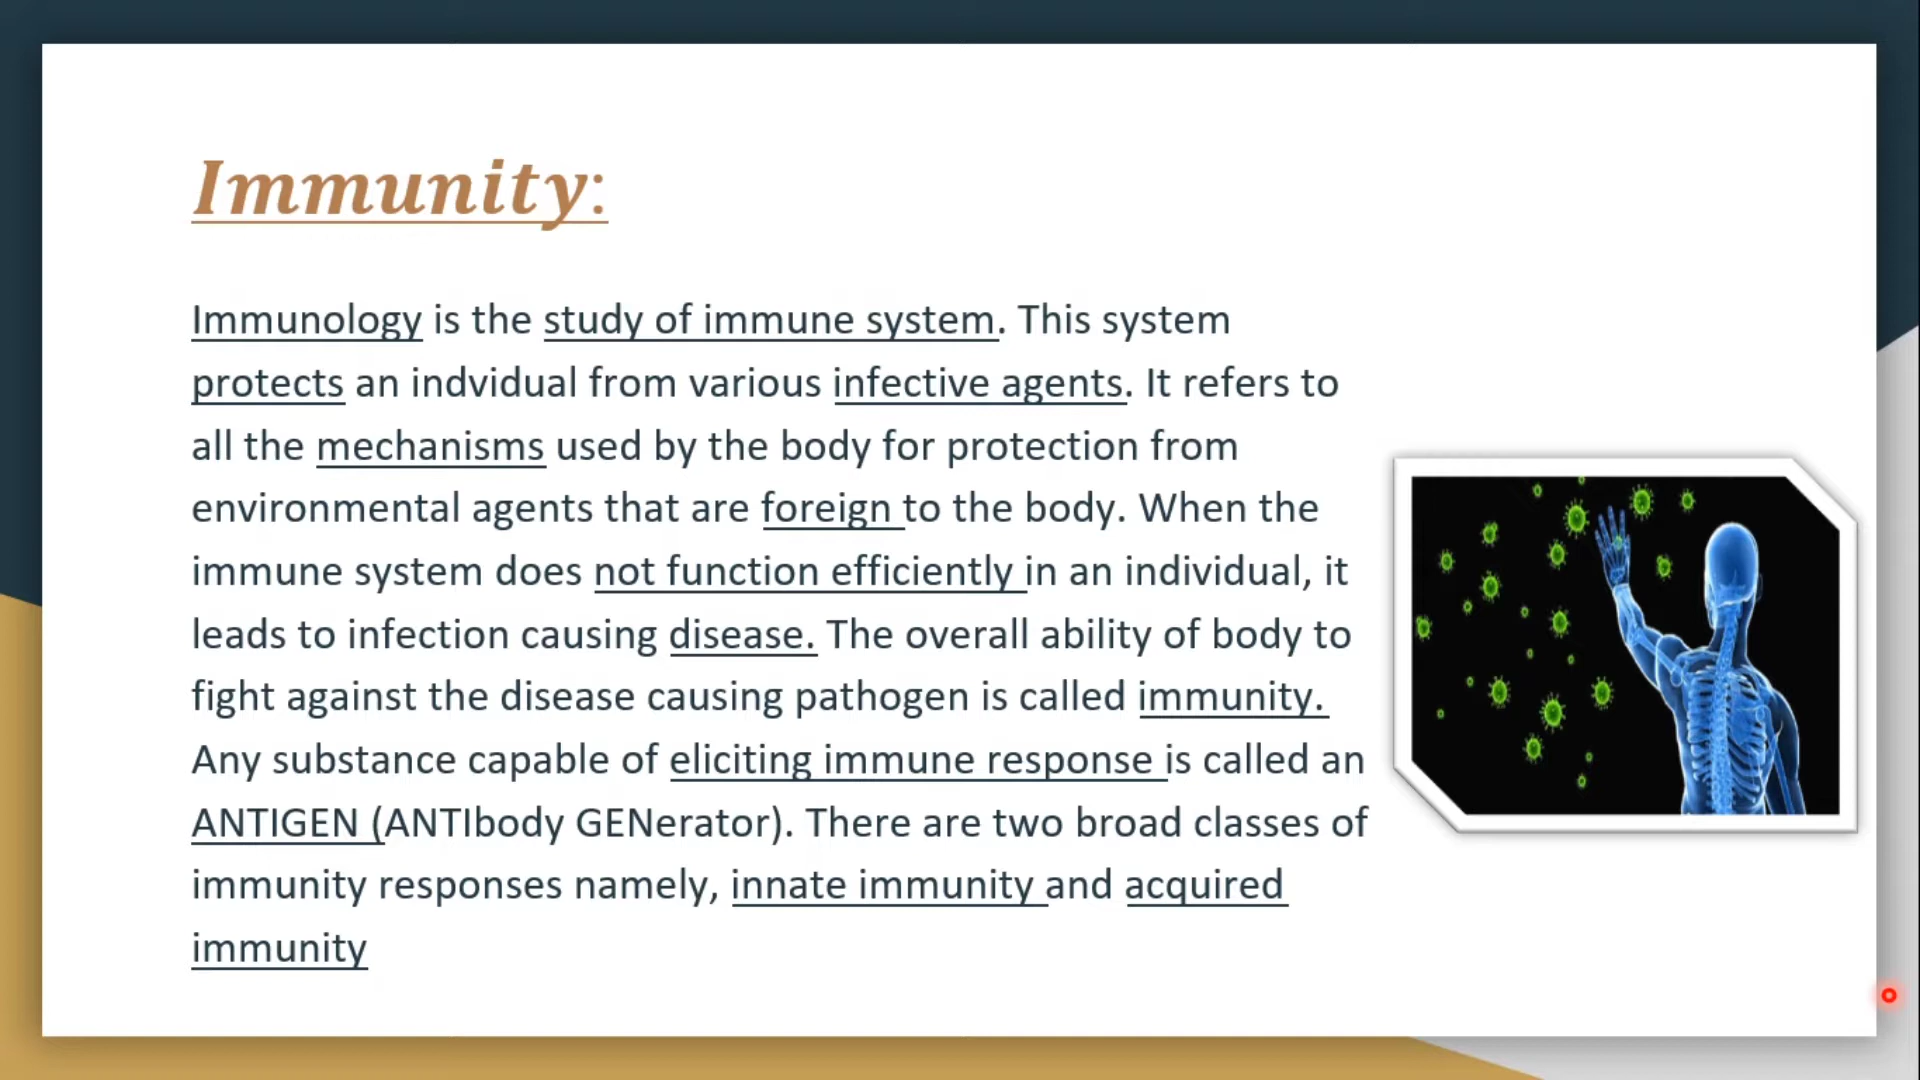 Immunity:
Immunology is the study of immune system. This system
protects an indvidual from various infective agents. It refers to
all the mechanisms used by the body for protection from
environmental agents that are foreign to the body. When the
immune system does not function efficiently in an individual, it
leads to infection causing disease. The overall ability of body to
fight against the disease causing pathogen is called immunity.
Any substance capable of eliciting immune response is called an
ANTIGEN (ANTIbody GENerator). There are two broad classes of
immunity responses namely, innate immunity and acquired
immunity